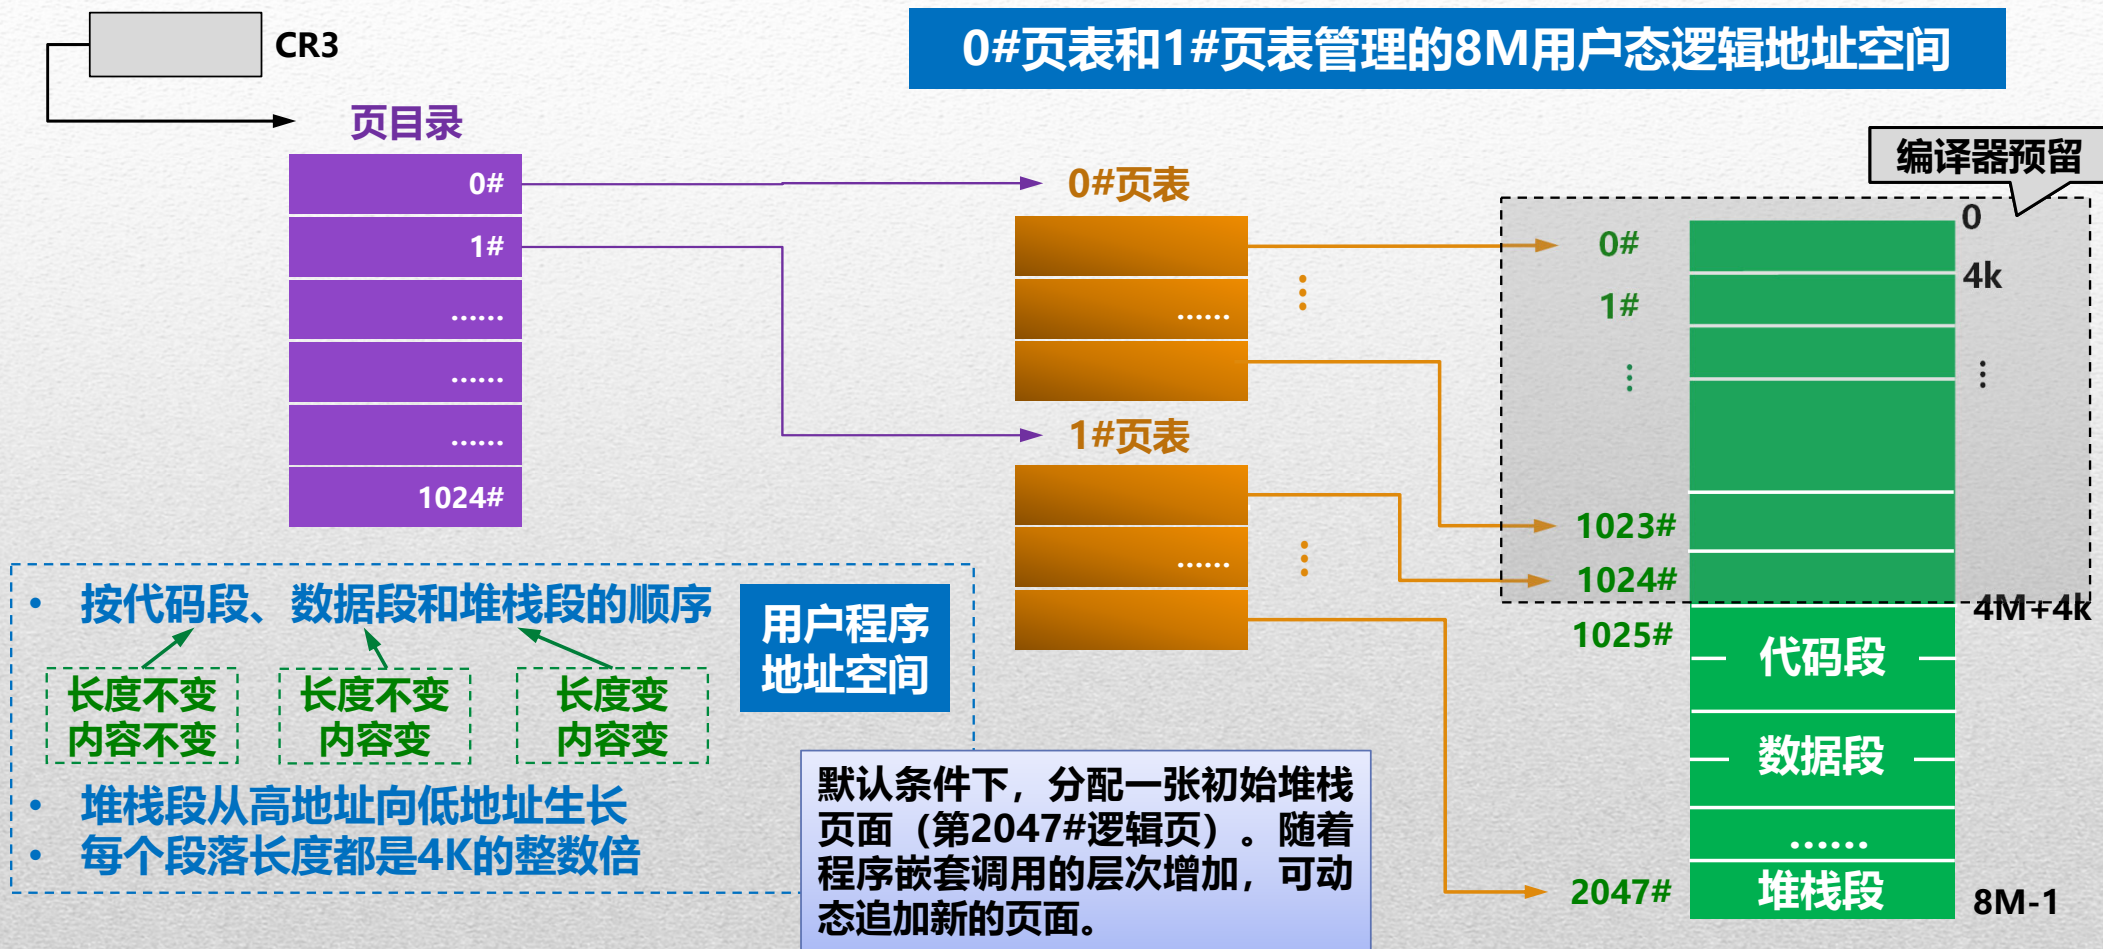 CR3
0#页表和1#页表管理的8M用户态逻辑地址空间
页目录
0#
1#
......
......
......
1024#
0#页表
......
1#页表
......
编译器预留
0#
1#
⋮
1023#
1024#
1025#
2047#
0
4k
⋮
4M+4k
8M-1
代码段
数据段
......
堆栈段
• 按代码段、数据段和堆栈段的顺序
长度不变
内容不变
长度不变
内容变
长度变
内容变
• 堆栈段从高地址向低地址生长
• 每个段落长度都是4K的整数倍
用户程序
地址空间
默认条件下，分配一张初始堆栈
页面（第2047#逻辑页）。随着
程序嵌套调用的层次增加，可动
态追加新的页面。